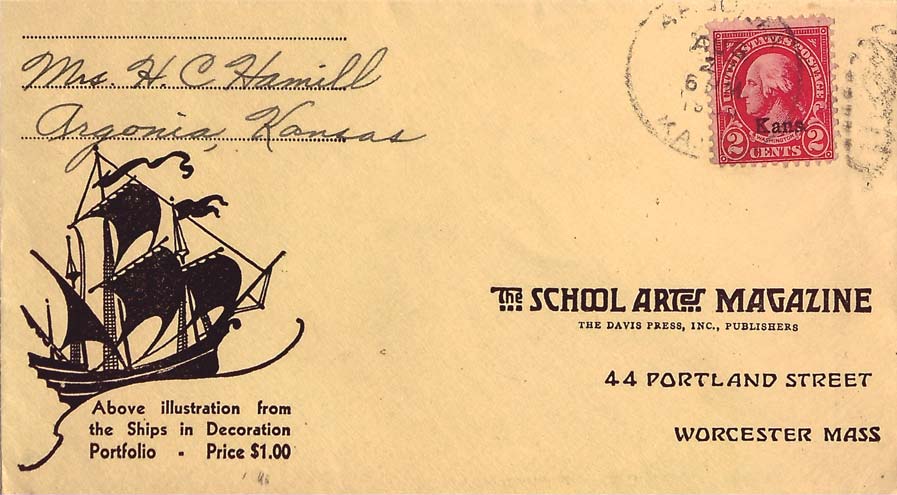 Mrs. H. C. Hamill
Argonia, Kansas
UNITED STATES POSTAGE
Kans.
WASHINGTON
2 CENTS 2
The SCHOOL ARTS MAGAZINE
THE DAVIS PRESS, INC., PUBLISHERS
44 PORTLAND STREET
WORCESTER MASS
Above illustration from
the Ships in Decoration
Portfolio - Price $1.00